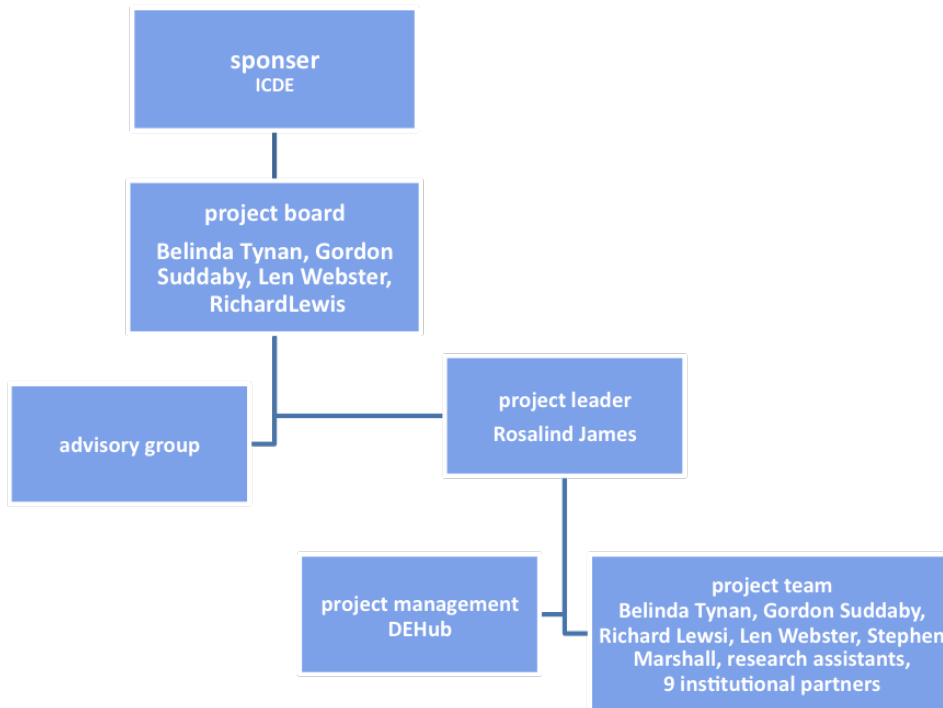 sponser
ICDE
project board
Belinda Tynan, Gordon
Suddaby, Len Webster,
RichardLewis
advisory group
project leader
Rosalind James
project management
DEHub
project team
Belinda Tynan, Gordon Suddaby,
Richard Lewsi, Len Webster, Stephen
Marshall, research assistants,
9 institutional partners